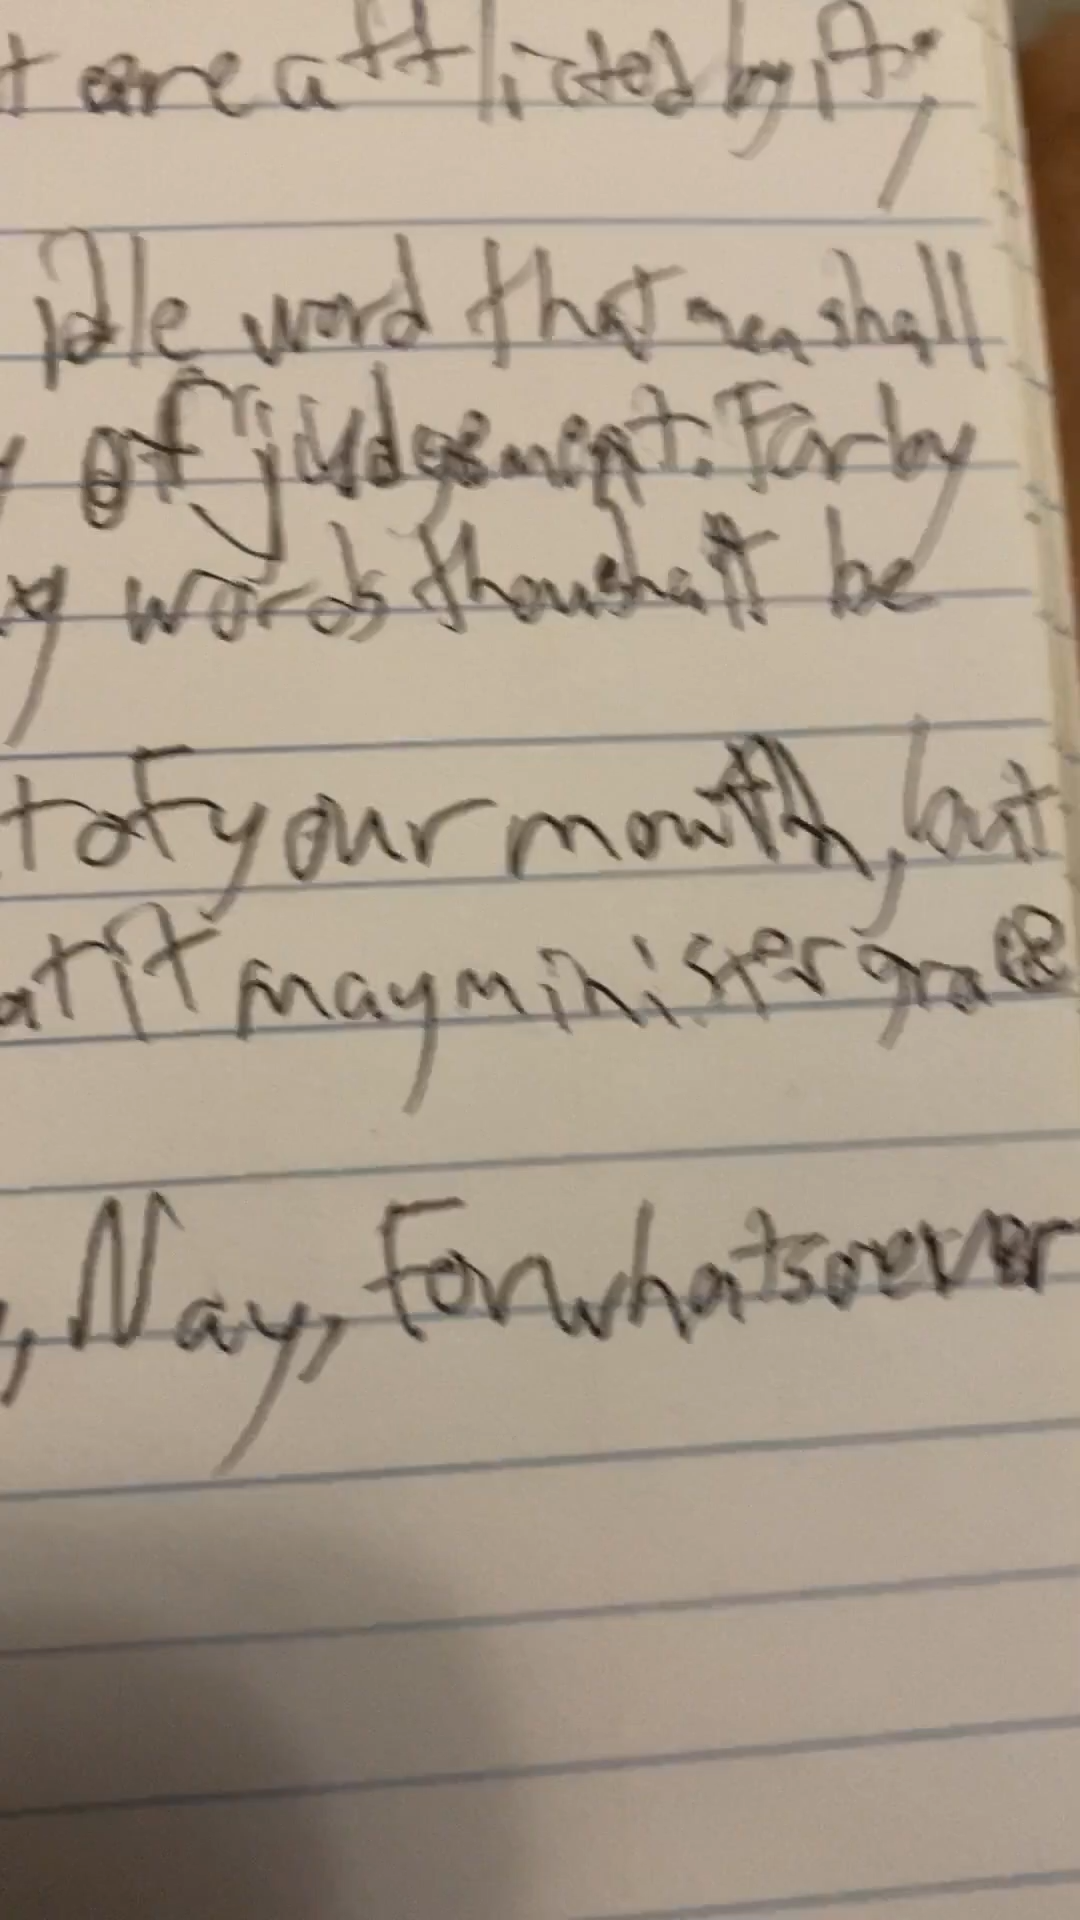 t are afflicted by it;
idle word that men shall
y of judgement. For by
y words thou shalt be
t of your mouth, but
at it may minister grace
, Nay, For whatsoever